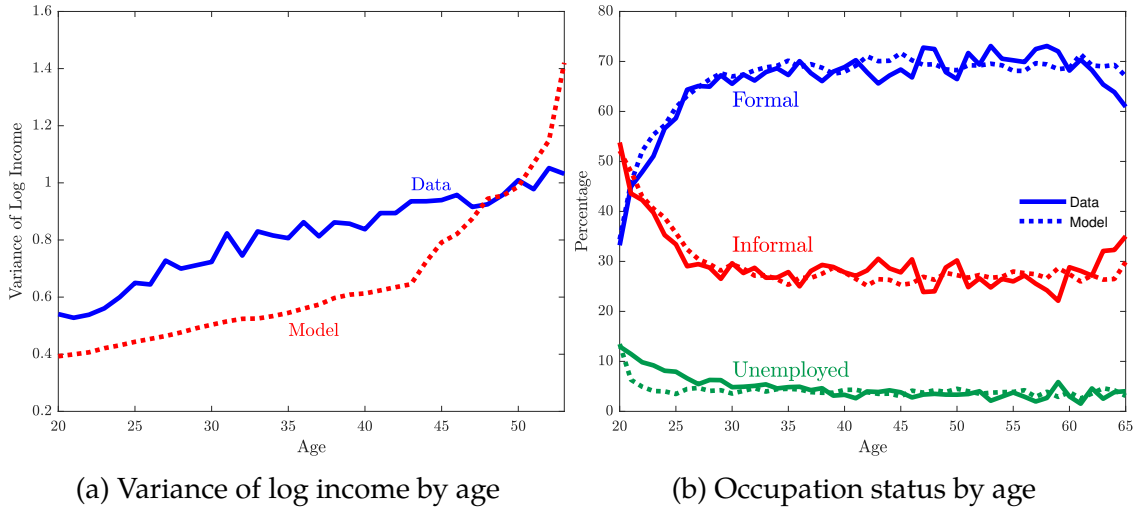 1.6
1.4
1.2
1
0.8
0.6
0.4
0.2
Variance of Log Income
Data
Model
20 25 30 35 40 45 50
Age
(a) Variance of log income by age
80
70
60
50
40
30
20
10
0
Percentage
Formal
Informal
Unemployed
Data
Model
20 25 30 35 40 45 50 55 60 65
Age
(b) Occupation status by age